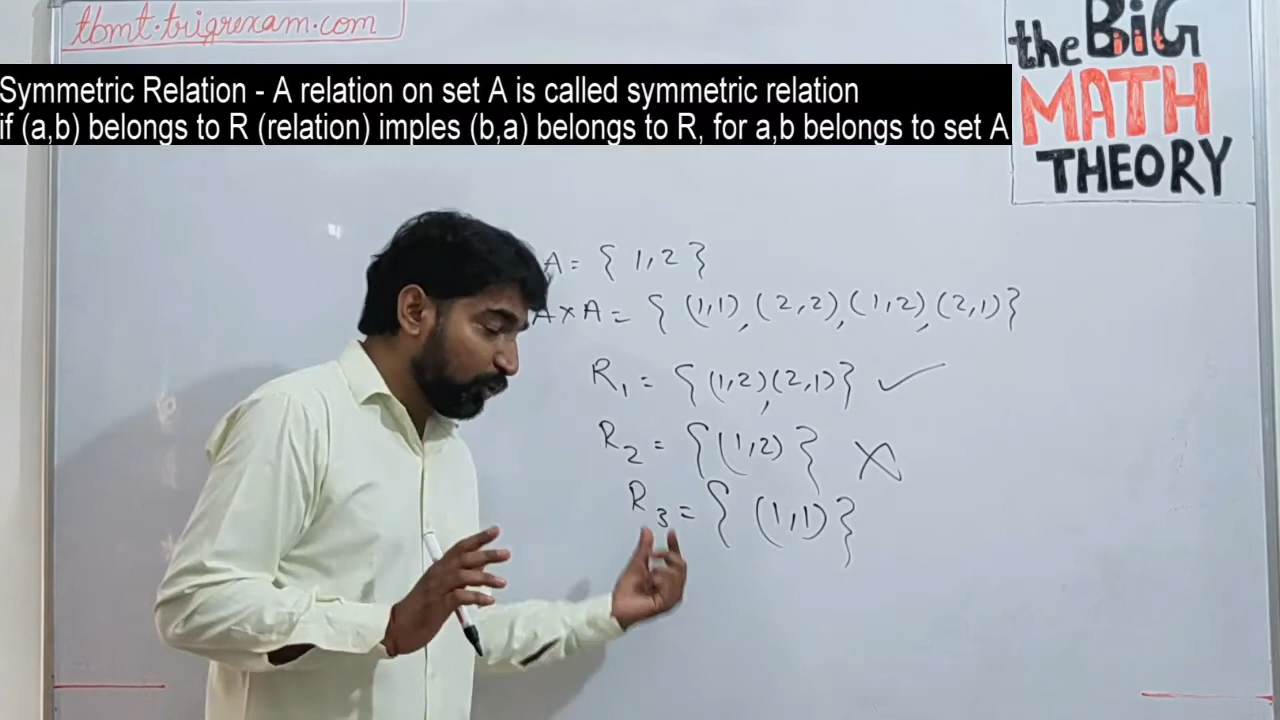 tbmt.trigrexam.com
the BiG
MATH
THEORY
Symmetric Relation - A relation on set A is called symmetric relation
if (a,b) belongs to R (relation) imples (b,a) belongs to R, for a,b belongs to set A
A = { 1,2 }
A × A = { (1,1), (2,2), (1,2), (2,1) }
R₁ = { (1,2), (2,1) } ✓
R₂ = { (1,2) } ✗
R₃ = { (1,1) }